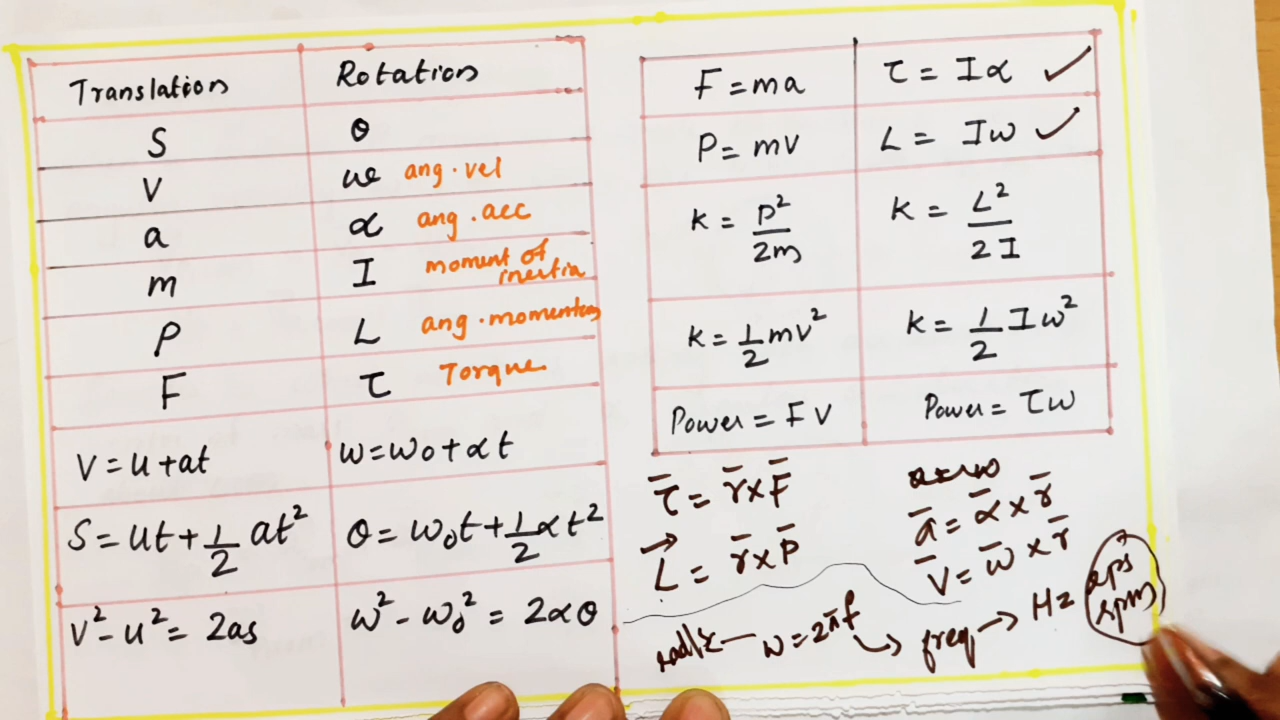 Translation Rotation
S θ
V ω ang. vel
a α ang. acc
m I moment of inertia
P L ang. momentum
F τ Torque
V = u + at ω = ω₀ + αt
S = ut + 1/2 at² θ = ω₀t + 1/2 αt²
V² - u² = 2as ω² - ω₀² = 2αθ
F = ma τ = Iα ✓
P = mv L = Iω ✓
K = P²/2m K = L²/2I
K = 1/2 mv² K = 1/2 Iω²
Power = FV Power = τω
τ̅ = r̅ × F̅
L⃗ = r̅ × P̅
a̅ = α̅ × r̅
V̅ = ω̅ × r̅
rad/s — ω = 2πf → freq → Hz
rps
rpm